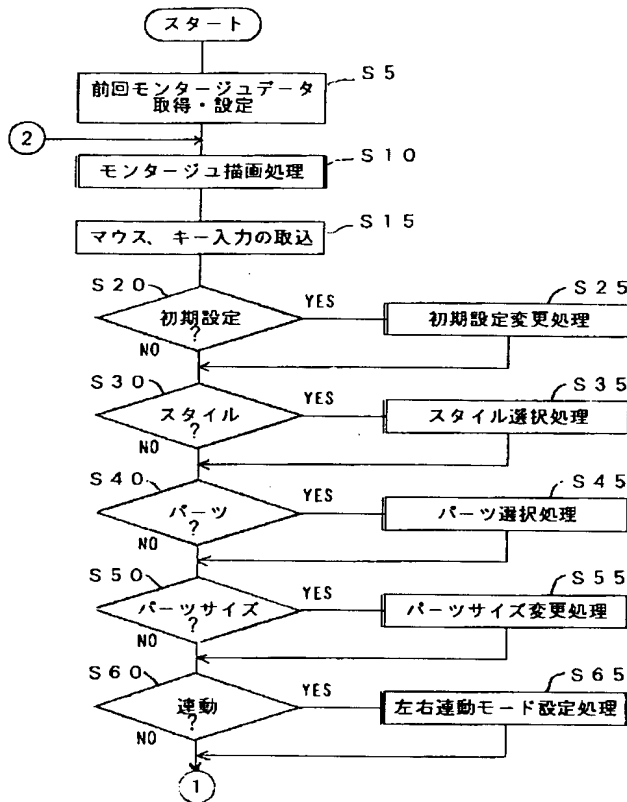 スタート
S5
前回モンタージュデータ
取得・設定
②
S10
モンタージュ描画処理
S15
マウス、キー入力の取込
S20
初期設定
?
YES
NO
S25
初期設定変更処理
S30
スタイル
?
YES
NO
S35
スタイル選択処理
S40
パーツ
?
YES
NO
S45
パーツ選択処理
S50
パーツサイズ
?
YES
NO
S55
パーツサイズ変更処理
S60
連動
?
YES
NO
S65
左右連動モード設定処理
①